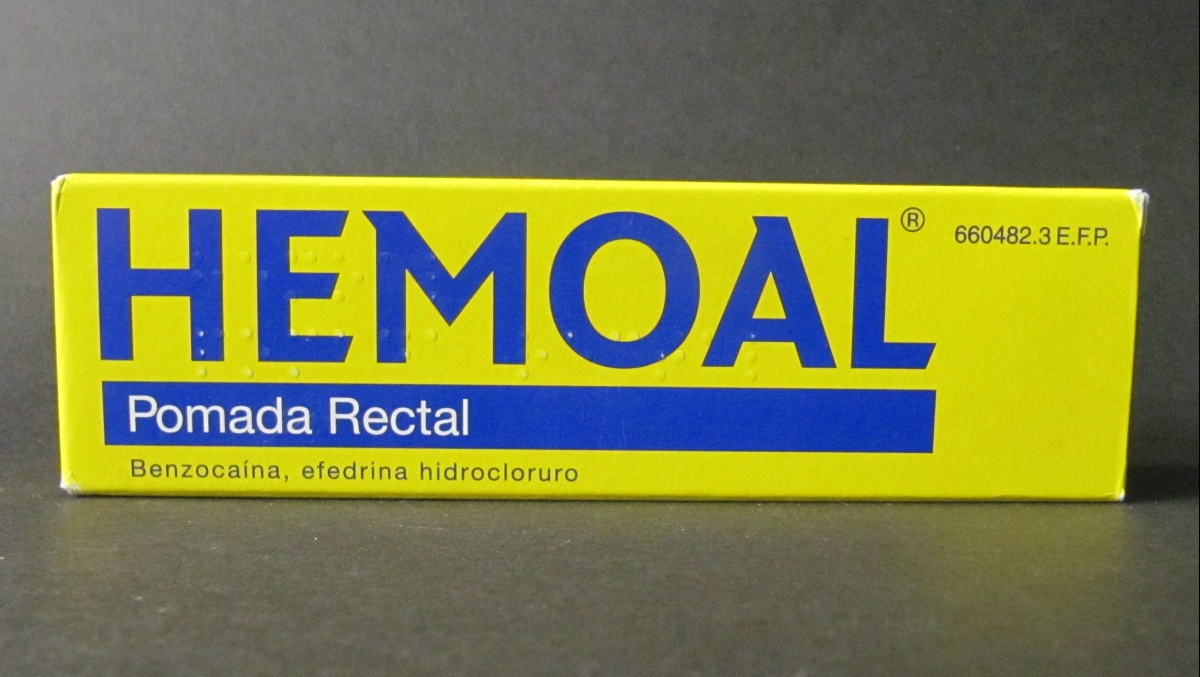 HEMOAL®
660482.3 E.F.P.
Pomada Rectal
Benzocaína, efedrina hidrocloruro